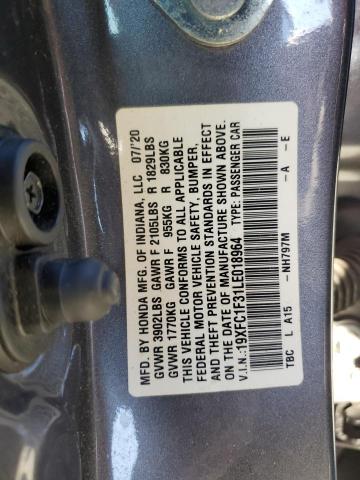 MFD. BY HONDA MFG. OF INDIANA, LLC 07/'20
GVWR 3902LBS GAWR F 2105LBS R 1829LBS
GVWR 1770KG GAWR F 955KG R 830KG
THIS VEHICLE CONFORMS TO ALL APPLICABLE
FEDERAL MOTOR VEHICLE SAFETY, BUMPER,
THEFT PREVENTION STANDARDS IN EFFECT
ON THE DATE OF MANUFACTURE SHOWN ABOVE.
V.I.N.:19XFC1F31LE018964 TYPE: PASSENGER CAR
TBC L A15 -NH797M -A -E